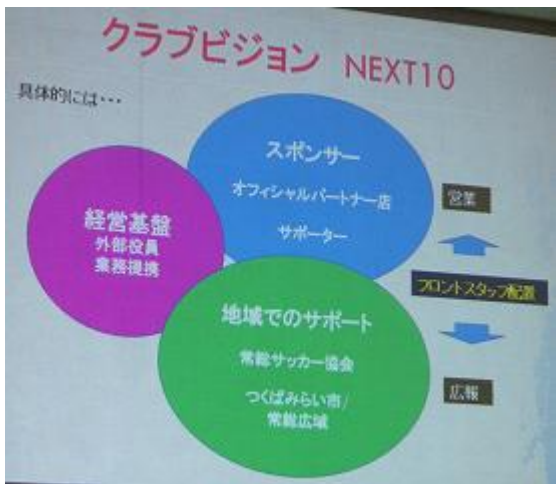 クラブビジョン NEXT10
具体的には・・・
スポンサー
オフィシャルパートナー店
サポーター
経営基盤
外部役員
業務提携
地域でのサポート
常総サッカー協会
つくばみらい市/
常総広域
営業
フロントスタッフ配置
広報